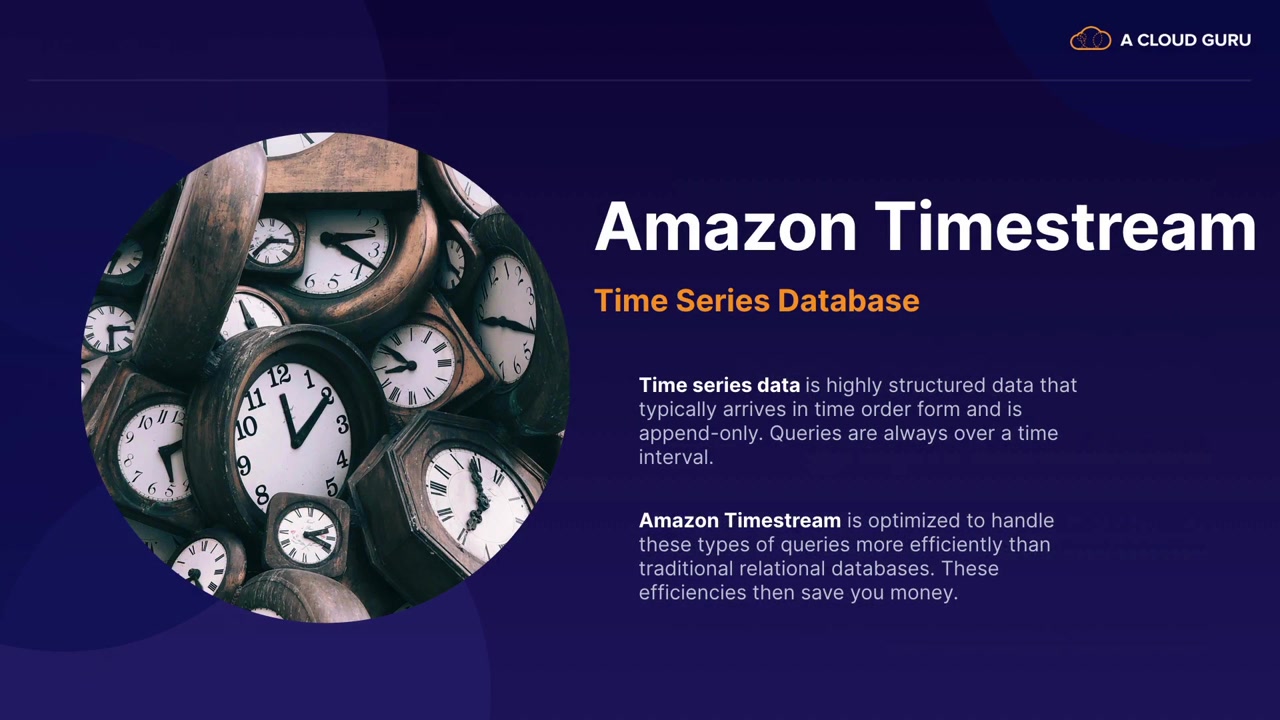 A CLOUD GURU
Amazon Timestream
Time Series Database
Time series data is highly structured data that
typically arrives in time order form and is
append-only. Queries are always over a time
interval.
Amazon Timestream is optimized to handle
these types of queries more efficiently than
traditional relational databases. These
efficiencies then save you money.